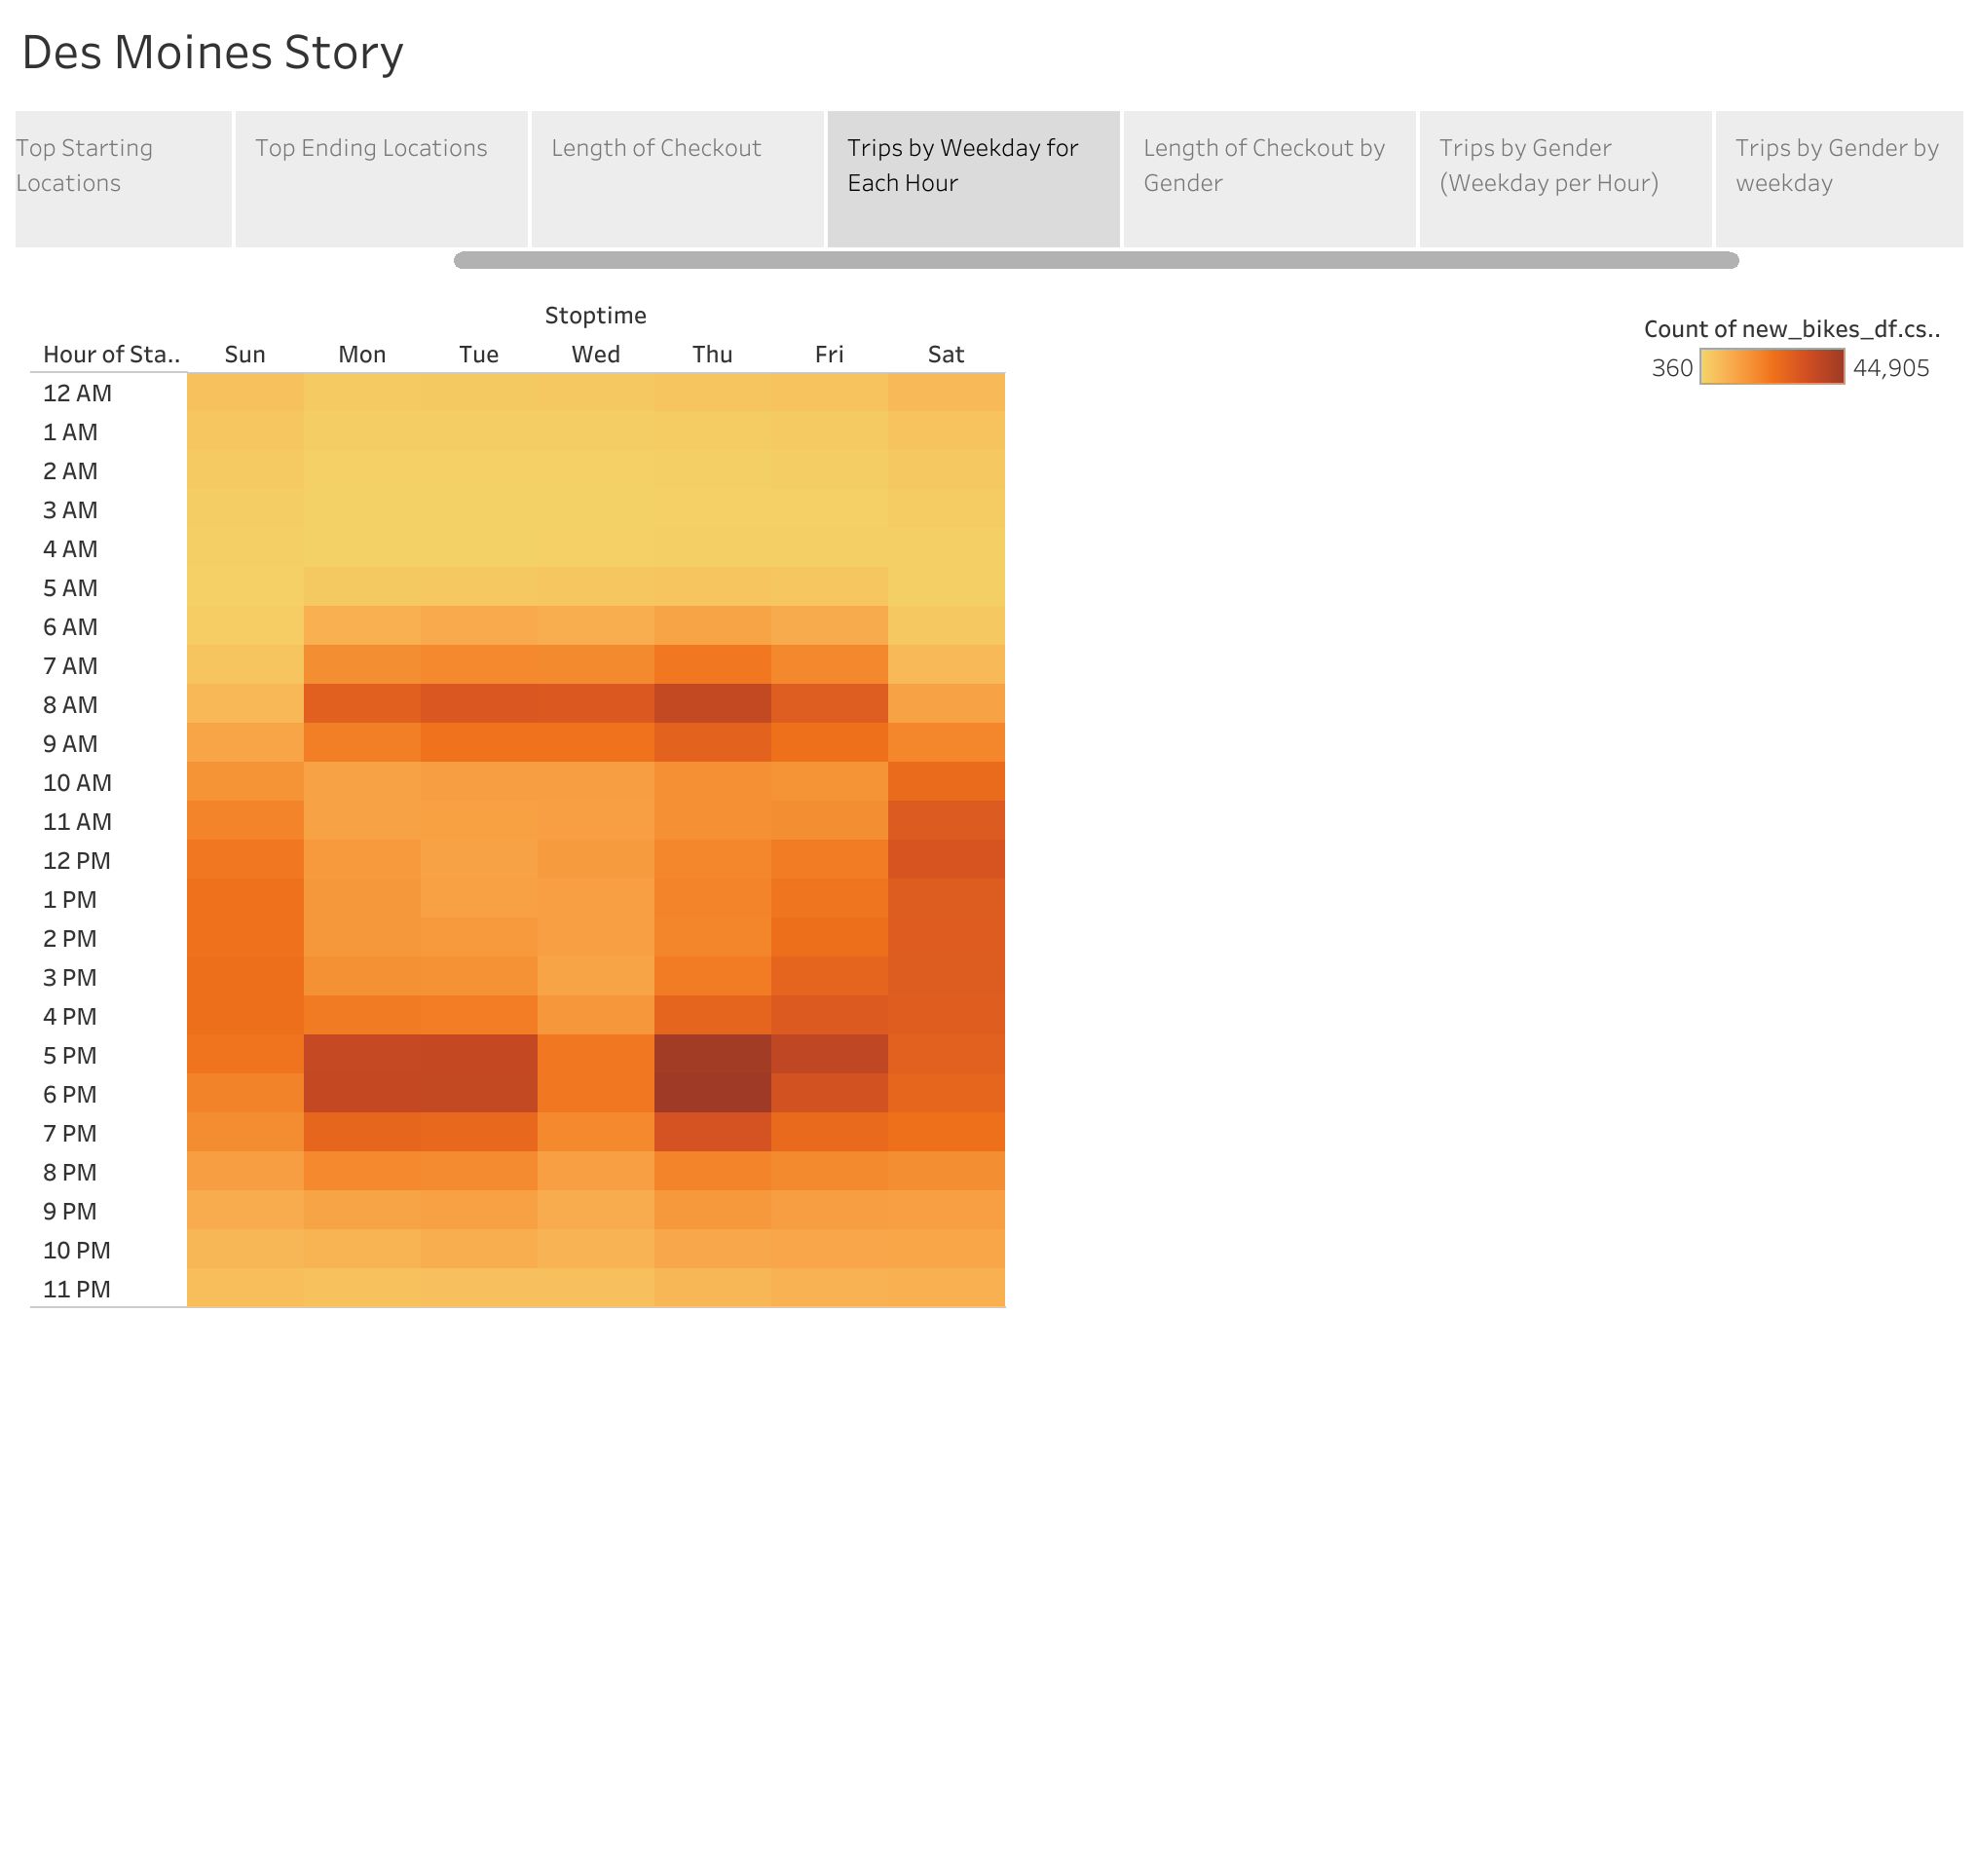 Des Moines Story
Top Starting
Locations
Top Ending Locations
Length of Checkout
Trips by Weekday for
Each Hour
Length of Checkout by
Gender
Trips by Gender
(Weekday per Hour)
Trips by Gender by
weekday
Stoptime
Hour of Sta.. Sun Mon Tue Wed Thu Fri Sat
Count of new_bikes_df.cs..
360 44,905
12 AM
1 AM
2 AM
3 AM
4 AM
5 AM
6 AM
7 AM
8 AM
9 AM
10 AM
11 AM
12 PM
1 PM
2 PM
3 PM
4 PM
5 PM
6 PM
7 PM
8 PM
9 PM
10 PM
11 PM